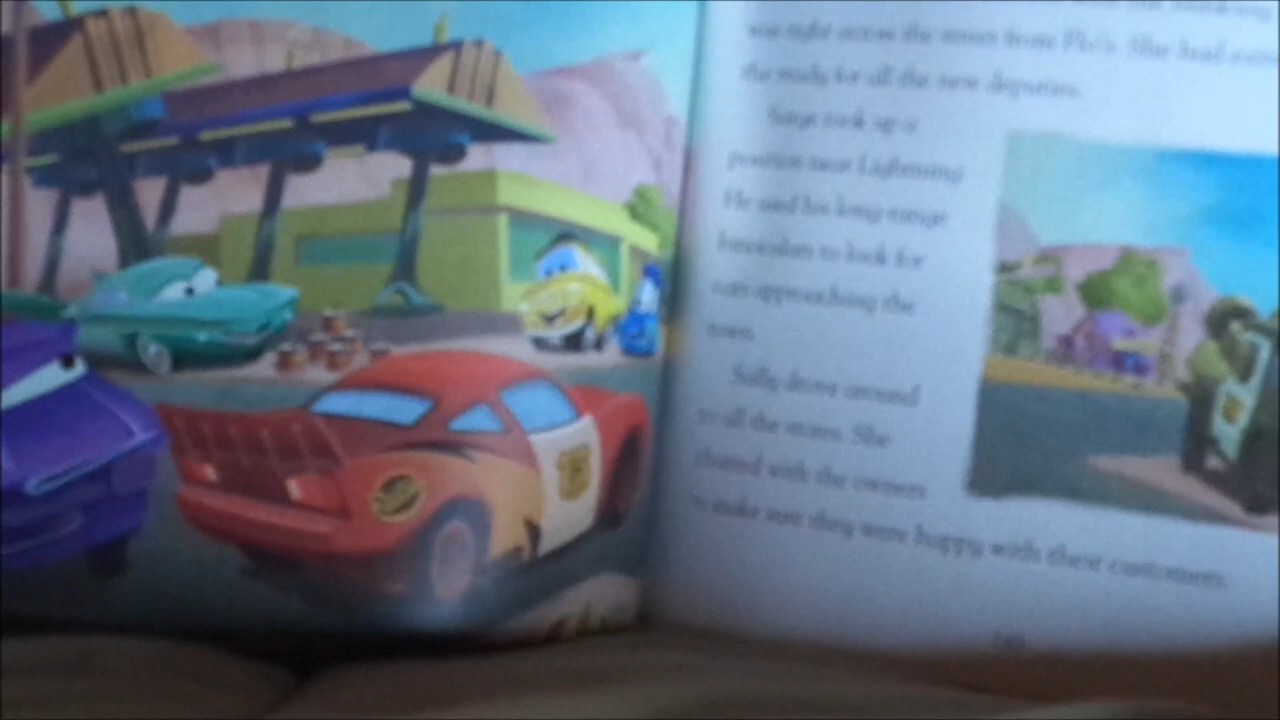 was right across the street from Flo's. She had
the ready for all the new deputies.
Sarge took up a
position near Lightning.
He used his long-range
binoculars to look for
cars approaching the
town.
Sally drove around
to all the stores. She
chatted with the owners
to make sure they were happy with their customers.